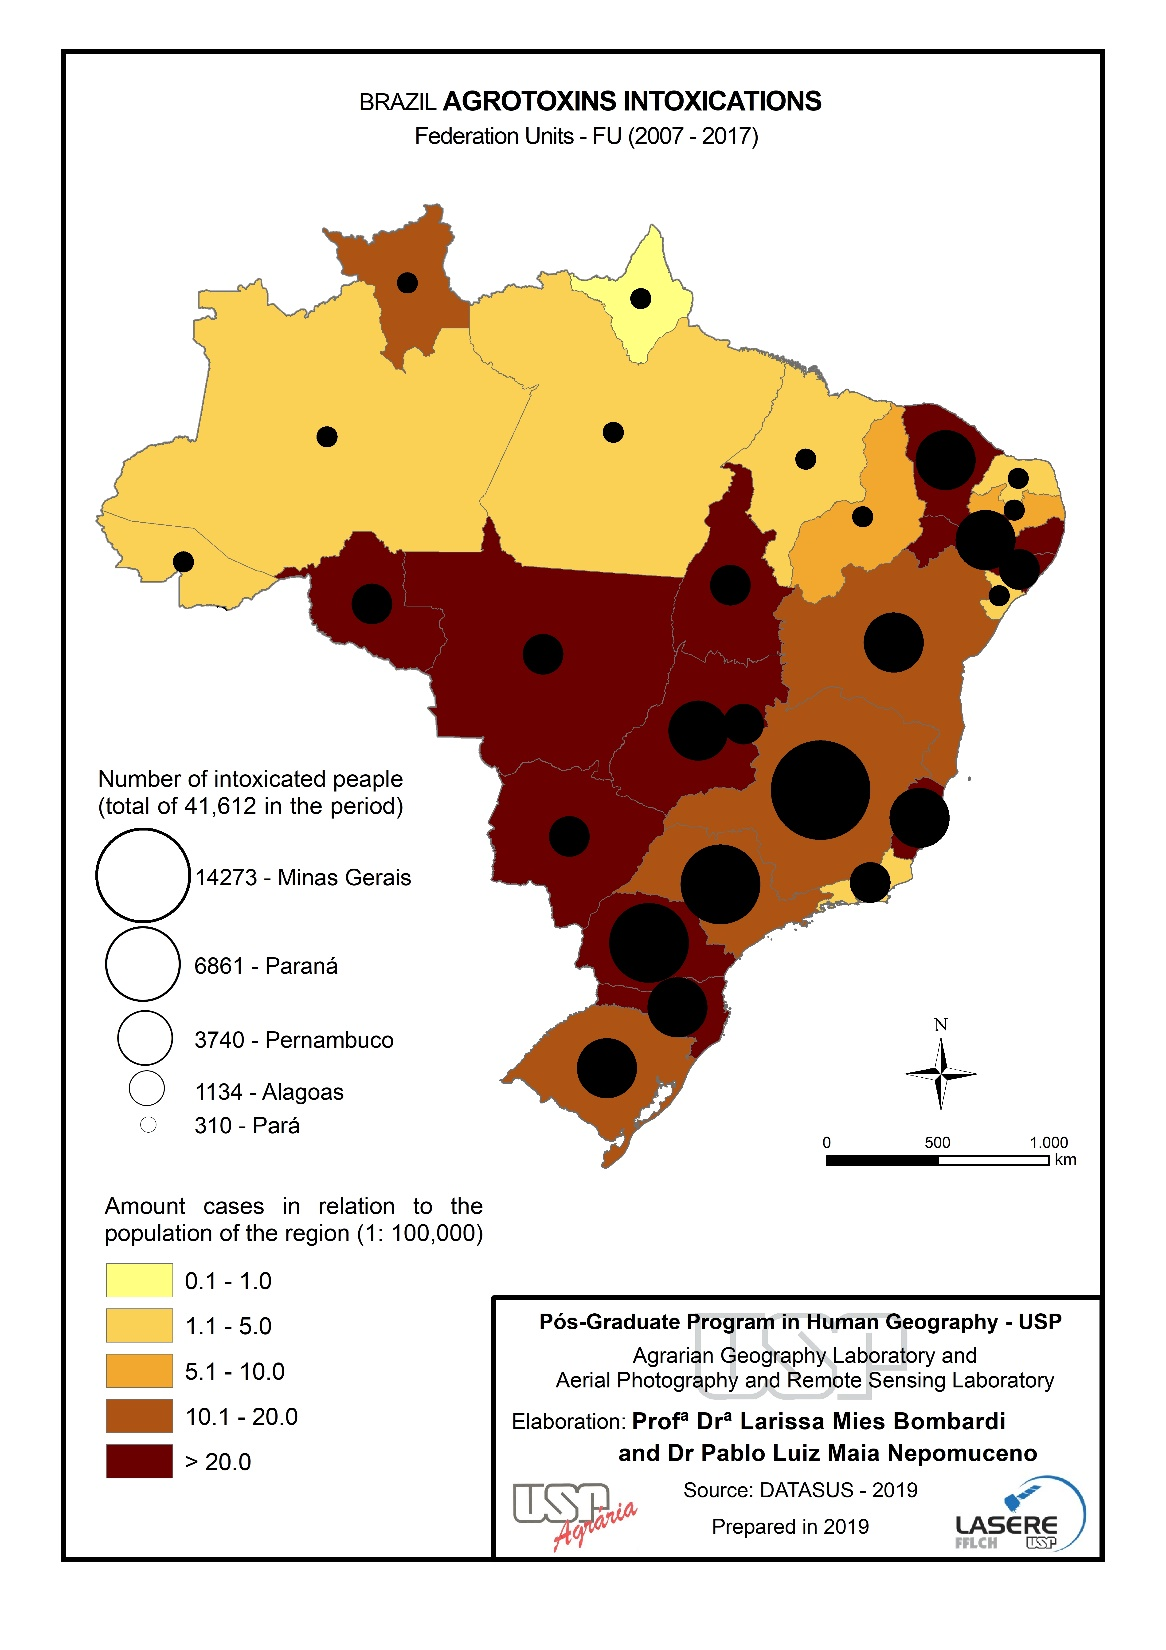 BRAZIL AGROTOXINS INTOXICATIONS
Federation Units - FU (2007 - 2017)
Number of intoxicated peaple
(total of 41,612 in the period)
14273 - Minas Gerais
6861 - Paraná
3740 - Pernambuco
1134 - Alagoas
310 - Pará
N
0 500 1.000
km
Amount cases in relation to the
population of the region (1: 100,000)
0.1 - 1.0
1.1 - 5.0
5.1 - 10.0
10.1 - 20.0
> 20.0
USP
Pós-Graduate Program in Human Geography - USP
Agrarian Geography Laboratory and
Aerial Photography and Remote Sensing Laboratory
Elaboration: Profª Drª Larissa Mies Bombardi
and Dr Pablo Luiz Maia Nepomuceno
Source: DATASUS - 2019
Prepared in 2019
USP
Agrária
LASERE
FFLCH USP